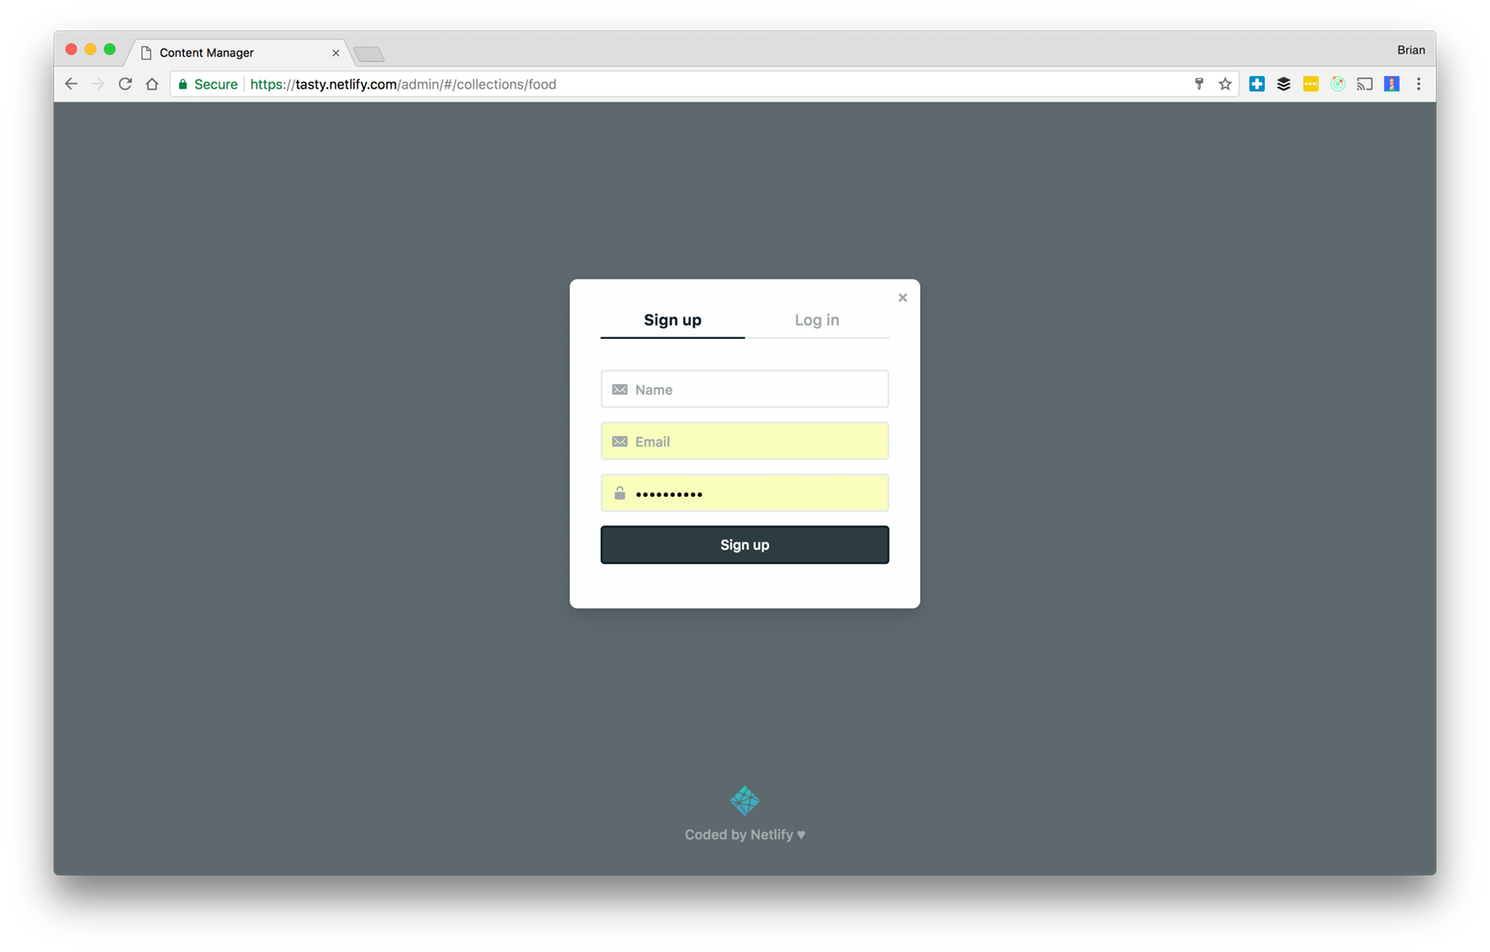 Content Manager
Brian
Secure https://tasty.netlify.com/admin/#/collections/food
Sign up Log in
Name
Email
••••••••••
Sign up
Coded by Netlify ♥